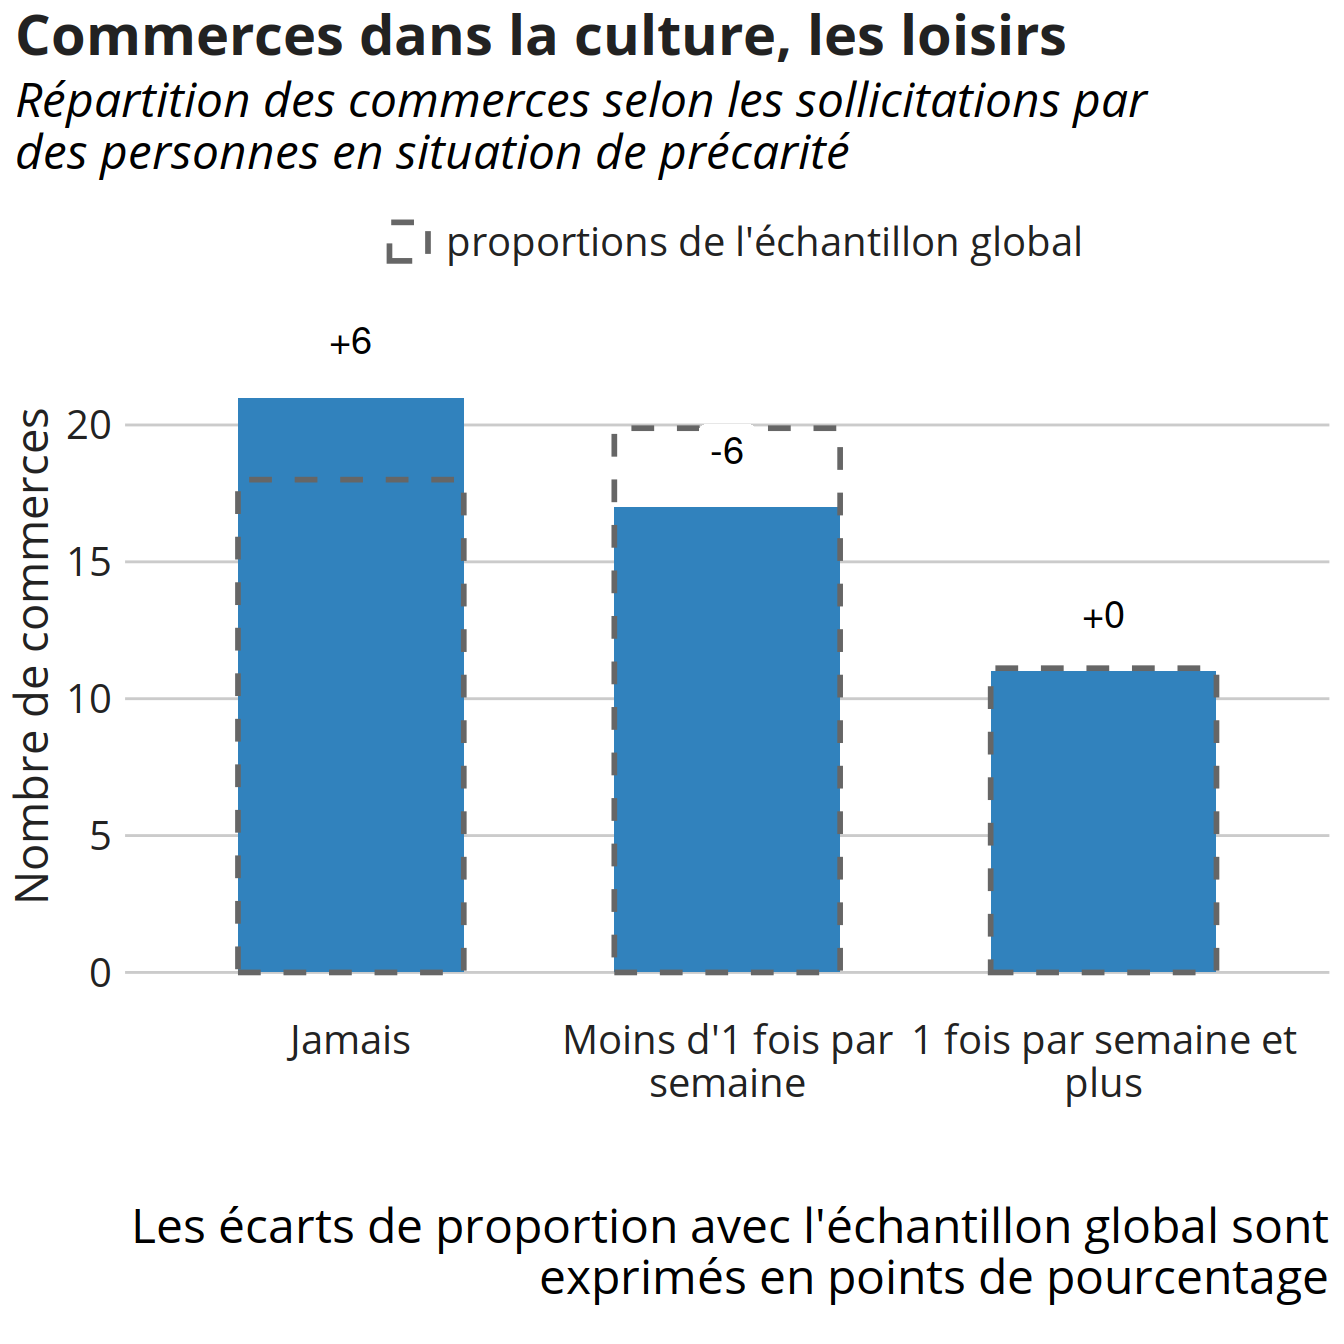 Commerces dans la culture, les loisirs
Répartition des commerces selon les sollicitations par
des personnes en situation de précarité
proportions de l'échantillon global
Nombre de commerces
20
15
10
5
0
+6
-6
+0
Jamais
Moins d'1 fois par
semaine
1 fois par semaine et
plus
Les écarts de proportion avec l'échantillon global sont
exprimés en points de pourcentage